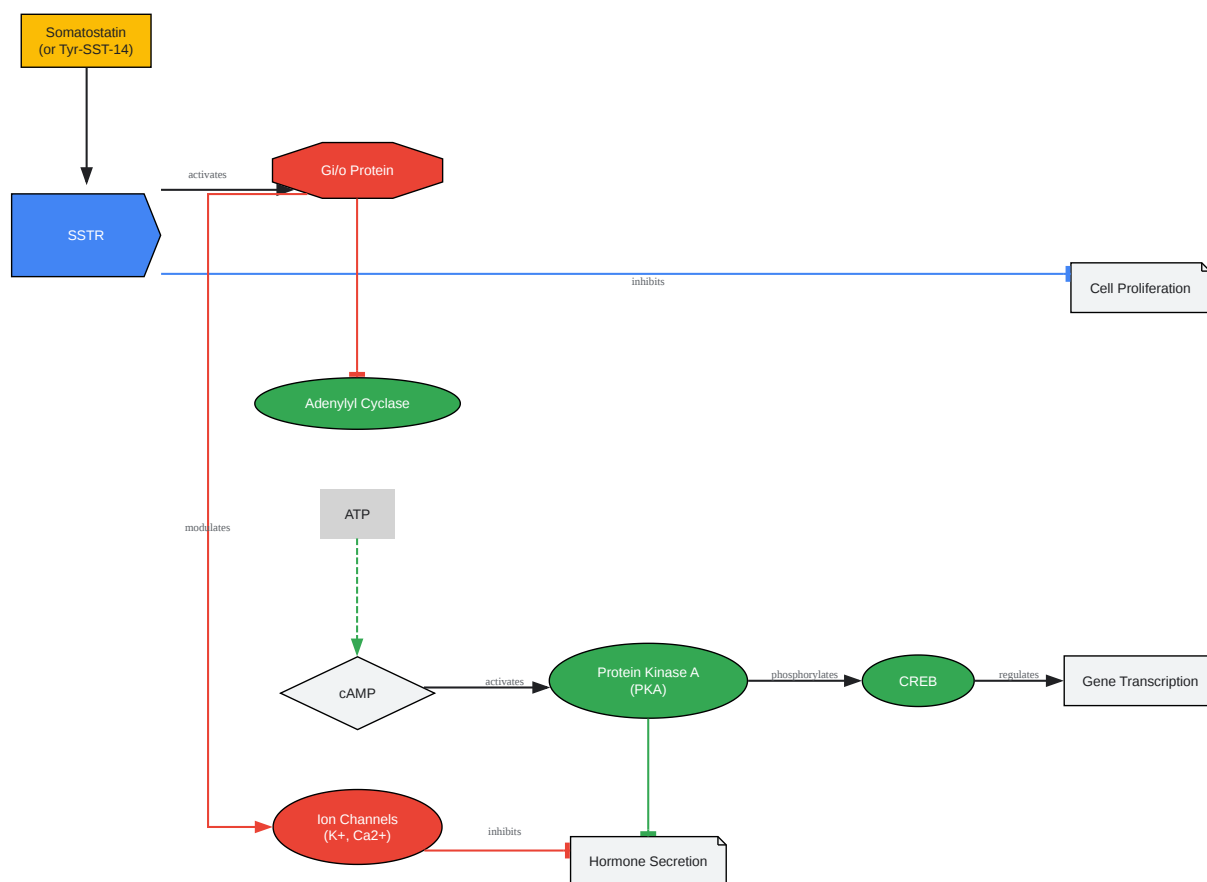 Somatostatin
(or Tyr-SST-14)
activates
Gi/o Protein
SSTR
inhibits
Cell Proliferation
Adenylyl Cyclase
ATP
modulates
cAMP
activates
Protein Kinase A
(PKA)
phosphorylates
CREB
regulates
Gene Transcription
Ion Channels
(K+, Ca2+)
inhibits
Hormone Secretion